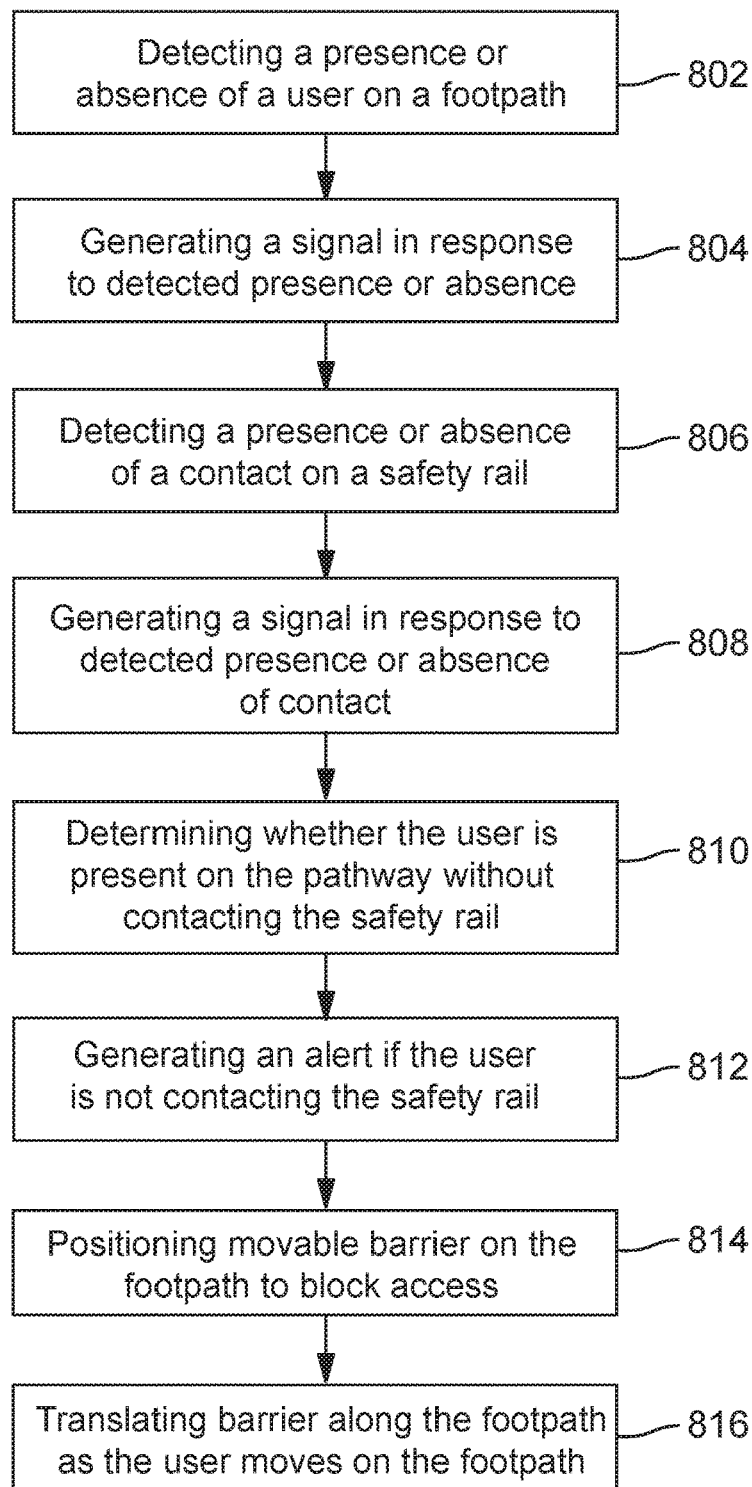 Detecting a presence or
absence of a user on a footpath
802
Generating a signal in response
to detected presence or absence
804
Detecting a presence or absence
of a contact on a safety rail
806
Generating a signal in response to
detected presence or absence
of contact
808
Determining whether the user is
present on the pathway without
contacting the safety rail
810
Generating an alert if the user
is not contacting the safety rail
812
Positioning movable barrier on the
footpath to block access
814
Translating barrier along the footpath
as the user moves on the footpath
816